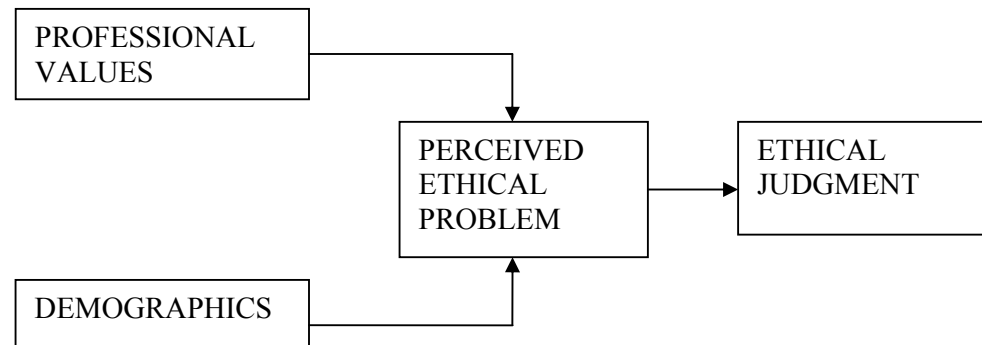 PROFESSIONAL
VALUES
PERCEIVED
ETHICAL
PROBLEM
ETHICAL
JUDGMENT
DEMOGRAPHICS